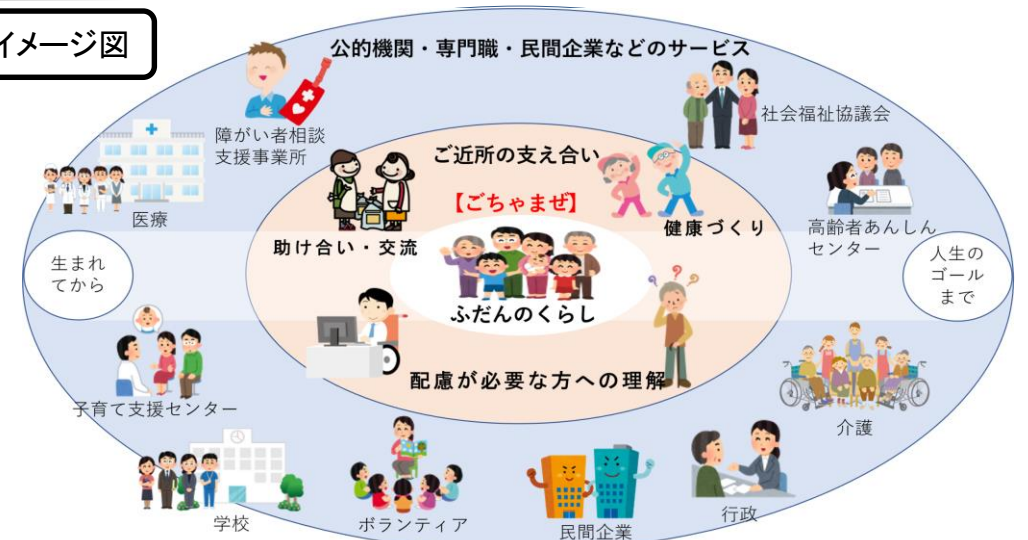 イメージ図
公的機関・専門職・民間企業などのサービス
障がい者相談
支援事業所
社会福祉協議会
医療
ご近所の支え合い
【ごちゃまぜ】
助け合い・交流
健康づくり
高齢者あんしん
センター
生まれ
てから
人生の
ゴール
まで
ふだんのくらし
配慮が必要な方への理解
子育て支援センター
介護
学校
ボランティア
民間企業
行政